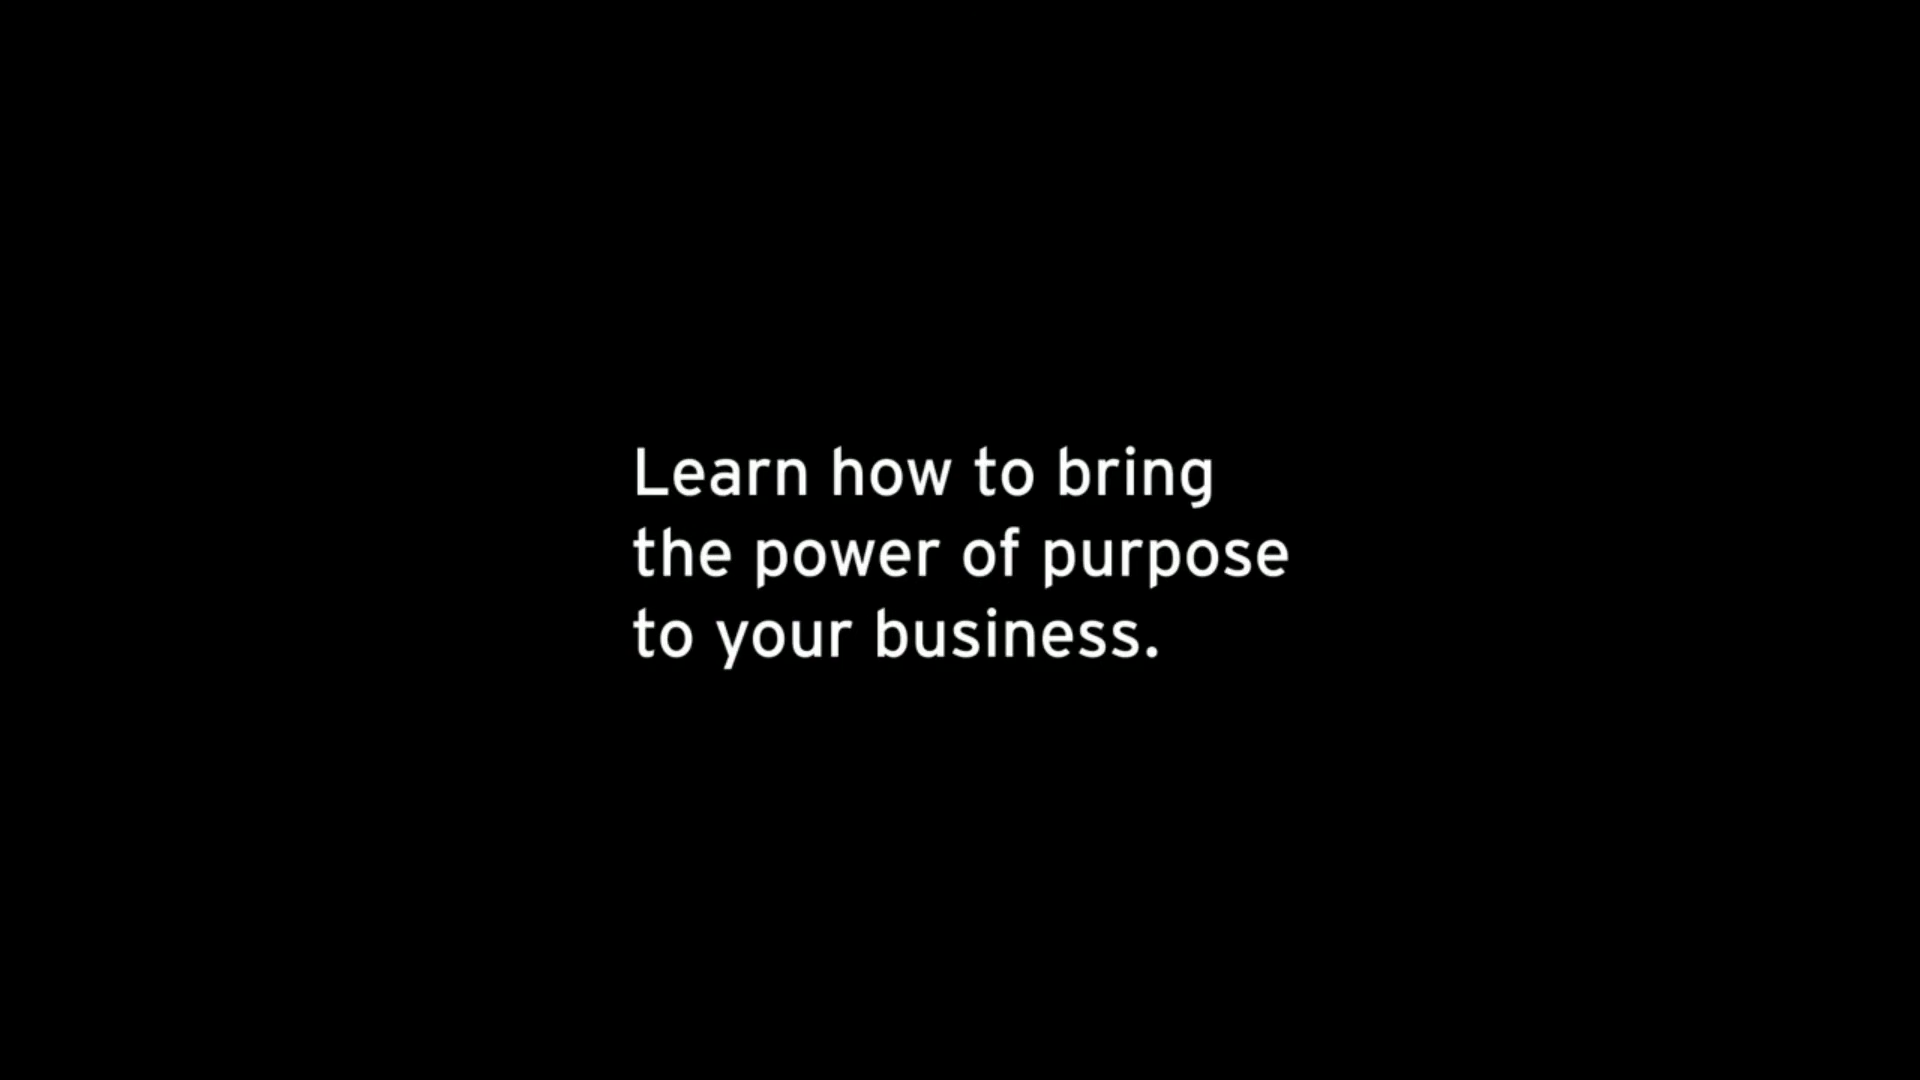 Learn how to bring
the power of purpose
to your business.